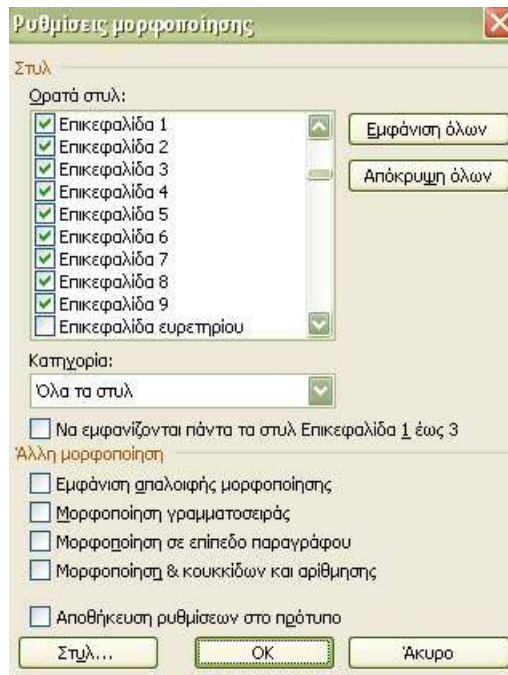 Ρυθμίσεις μορφοποίησης
Στυλ
Ορατά στυλ:
Επικεφαλίδα 1
Επικεφαλίδα 2
Επικεφαλίδα 3
Επικεφαλίδα 4
Επικεφαλίδα 5
Επικεφαλίδα 6
Επικεφαλίδα 7
Επικεφαλίδα 8
Επικεφαλίδα 9
Επικεφαλίδα ευρετηρίου
Εμφάνιση όλων
Απόκρυψη όλων
Κατηγορία:
Όλα τα στυλ
Να εμφανίζονται πάντα τα στυλ Επικεφαλίδα 1 έως 3
Άλλη μορφοποίηση
Εμφάνιση απαλοιφής μορφοποίησης
Μορφοποίηση γραμματοσειράς
Μορφοποίηση σε επίπεδο παραγράφου
Μορφοποίηση & κουκκίδων και αρίθμησης
Αποθήκευση ρυθμίσεων στο πρότυπο
Στυλ... OK Άκυρο